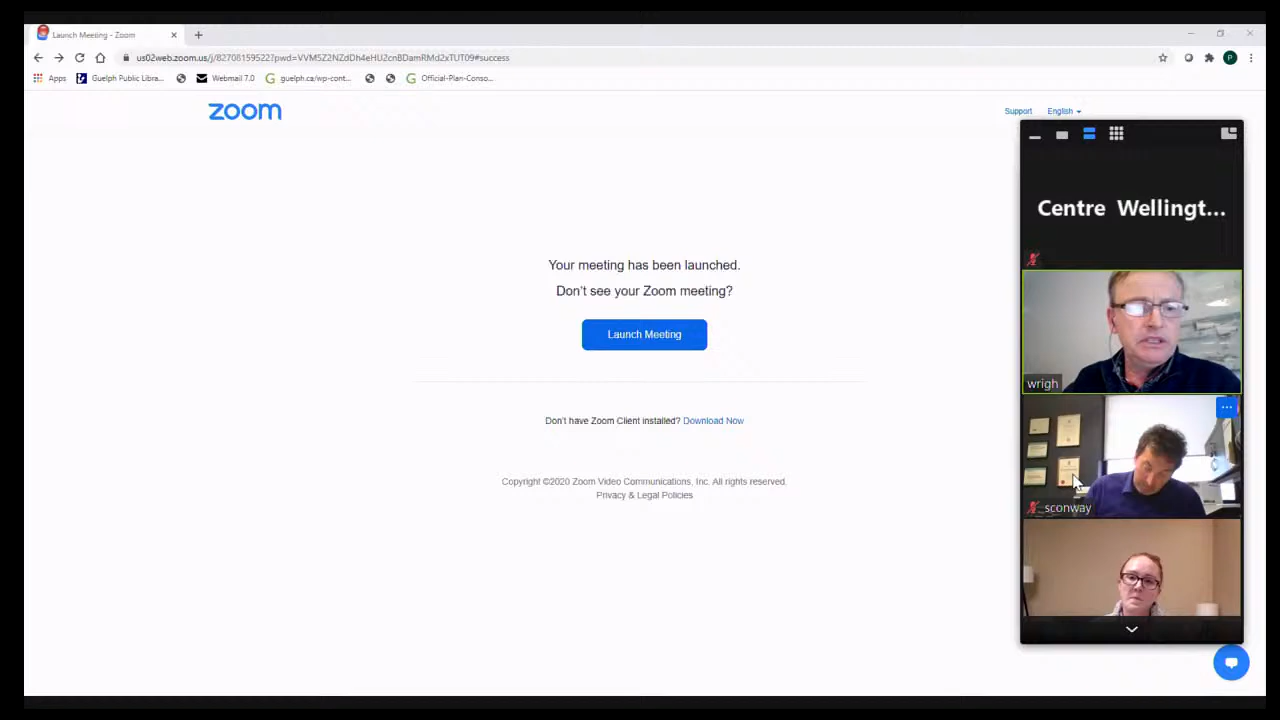 Launch Meeting - Zoom
us02web.zoom.us/j/82708159522?pwd=VVM5Z2NZdDh4eHU2cnBDamRMd2xTUT09#success
P
Apps
Guelph Public Libra...
Webmail 7.0
guelph.ca/wp-cont...
Official-Plan-Conso...
zoom
Support
English
Centre Wellingt...
Your meeting has been launched.
Don't see your Zoom meeting?
Launch Meeting
wrigh
Don't have Zoom Client installed? Download Now
Copyright ©2020 Zoom Video Communications, Inc. All rights reserved.
Privacy & Legal Policies
sconway